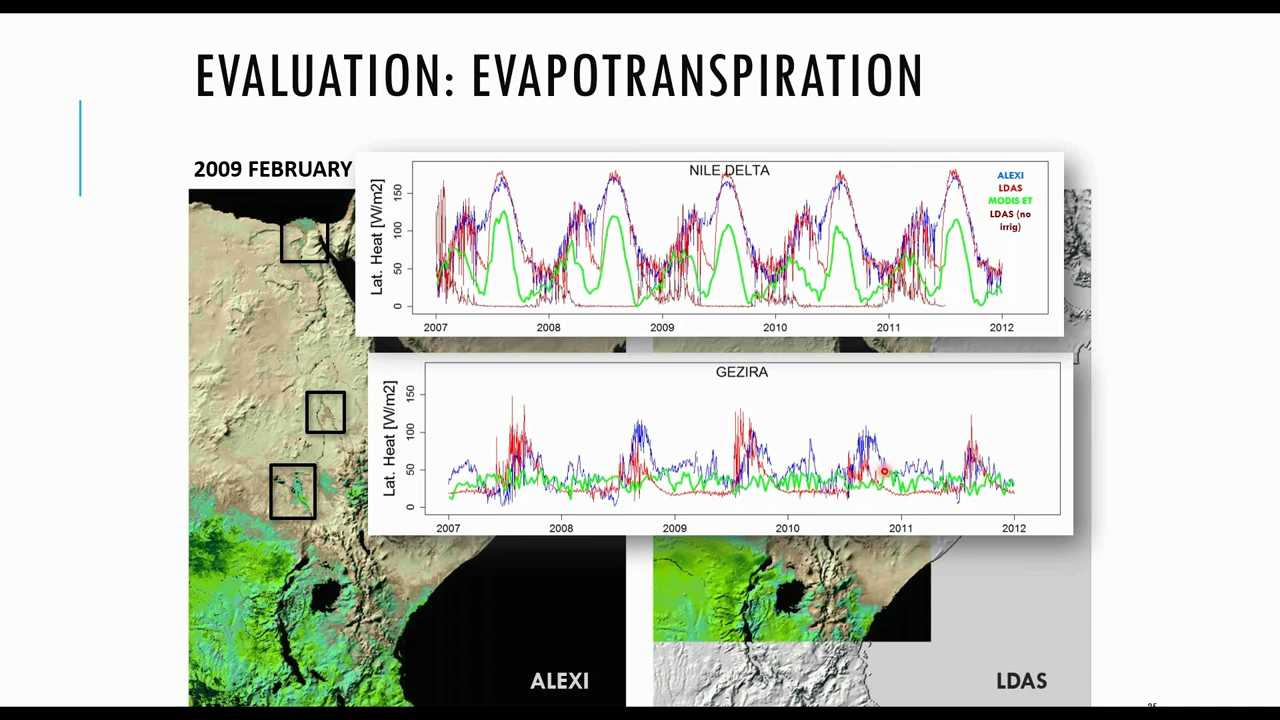 EVALUATION: EVAPOTRANSPIRATION
2009 FEBRUARY
NILE DELTA
ALEXI
LDAS
MODIS ET
LDAS (no
irrig)
Lat. Heat [W/m2]
150
100
50
0
2007 2008 2009 2010 2011 2012
GEZIRA
Lat. Heat [W/m2]
150
100
50
0
2007 2008 2009 2010 2011 2012
ALEXI
LDAS